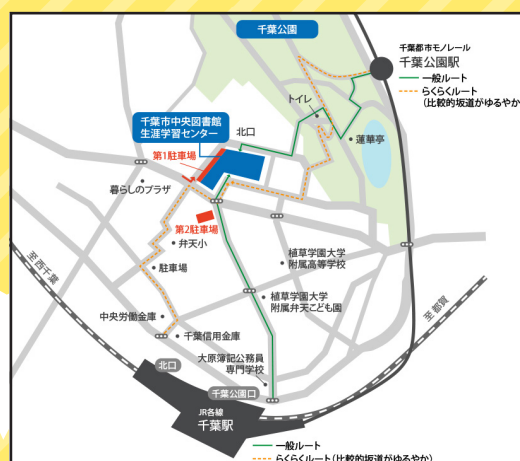 千葉公園
千葉都市モノレール
千葉公園駅
一般ルート
らくらくルート
(比較的坂道がゆるやか)
トイレ
蓮華亭
千葉市中央図書館
生涯学習センター
北口
第1駐車場
暮らしのプラザ
第2駐車場
弁天小
駐車場
植草学園大学
附属高等学校
植草学園大学
附属弁天こども園
至西千葉
至都賀
中央労働金庫
千葉信用金庫
大原簿記公務員
専門学校
北口
千葉公園口
JR各線
千葉駅
一般ルート
らくらくルート(比較的坂道がゆるやか)